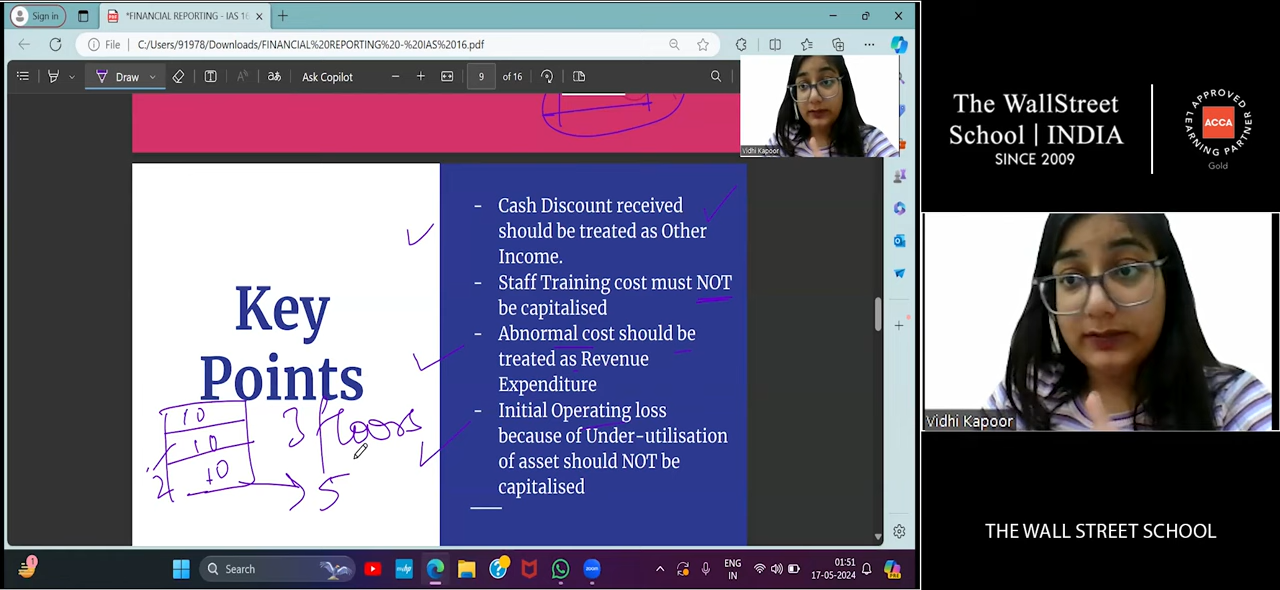 Sign in
*FINANCIAL REPORTING - IAS 16
File
C:/Users/91978/Downloads/FINANCIAL%20REPORTING%20-%20IAS%2016.pdf
Draw
Ask Copilot
9
of 16
Vidhi Kapoor
Key
Points
- Cash Discount received
should be treated as Other
Income.
- Staff Training cost must NOT
be capitalised
- Abnormal cost should be
treated as Revenue
Expenditure
- Initial Operating loss
because of Under-utilisation
of asset should NOT be
capitalised
10
10
10
2
3 floors
5
Search
ENG
IN
01:51
17-05-2024
The WallStreet
School | INDIA
SINCE 2009
APPROVED
LEARNING PARTNER
ACCA
Gold
Vidhi Kapoor
THE WALL STREET SCHOOL